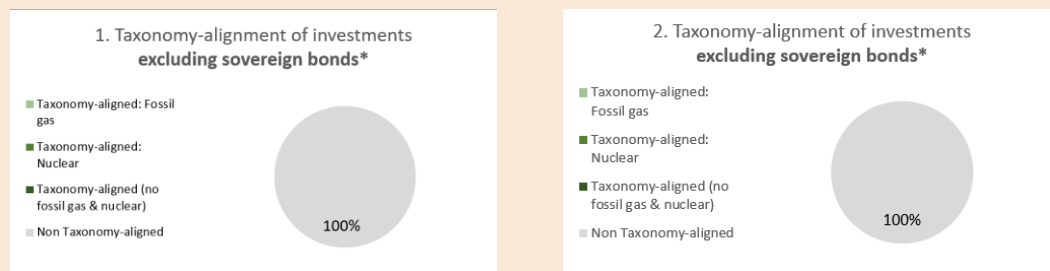 1. Taxonomy-alignment of investments
excluding sovereign bonds*
Taxonomy-aligned: Fossil
gas
Taxonomy-aligned:
Nuclear
Taxonomy-aligned (no
fossil gas & nuclear)
Non Taxonomy-aligned
100%
2. Taxonomy-alignment of investments
excluding sovereign bonds*
Taxonomy-aligned:
Fossil gas
Taxonomy-aligned:
Nuclear
Taxonomy-aligned (no
fossil gas & nuclear)
Non Taxonomy-aligned
100%